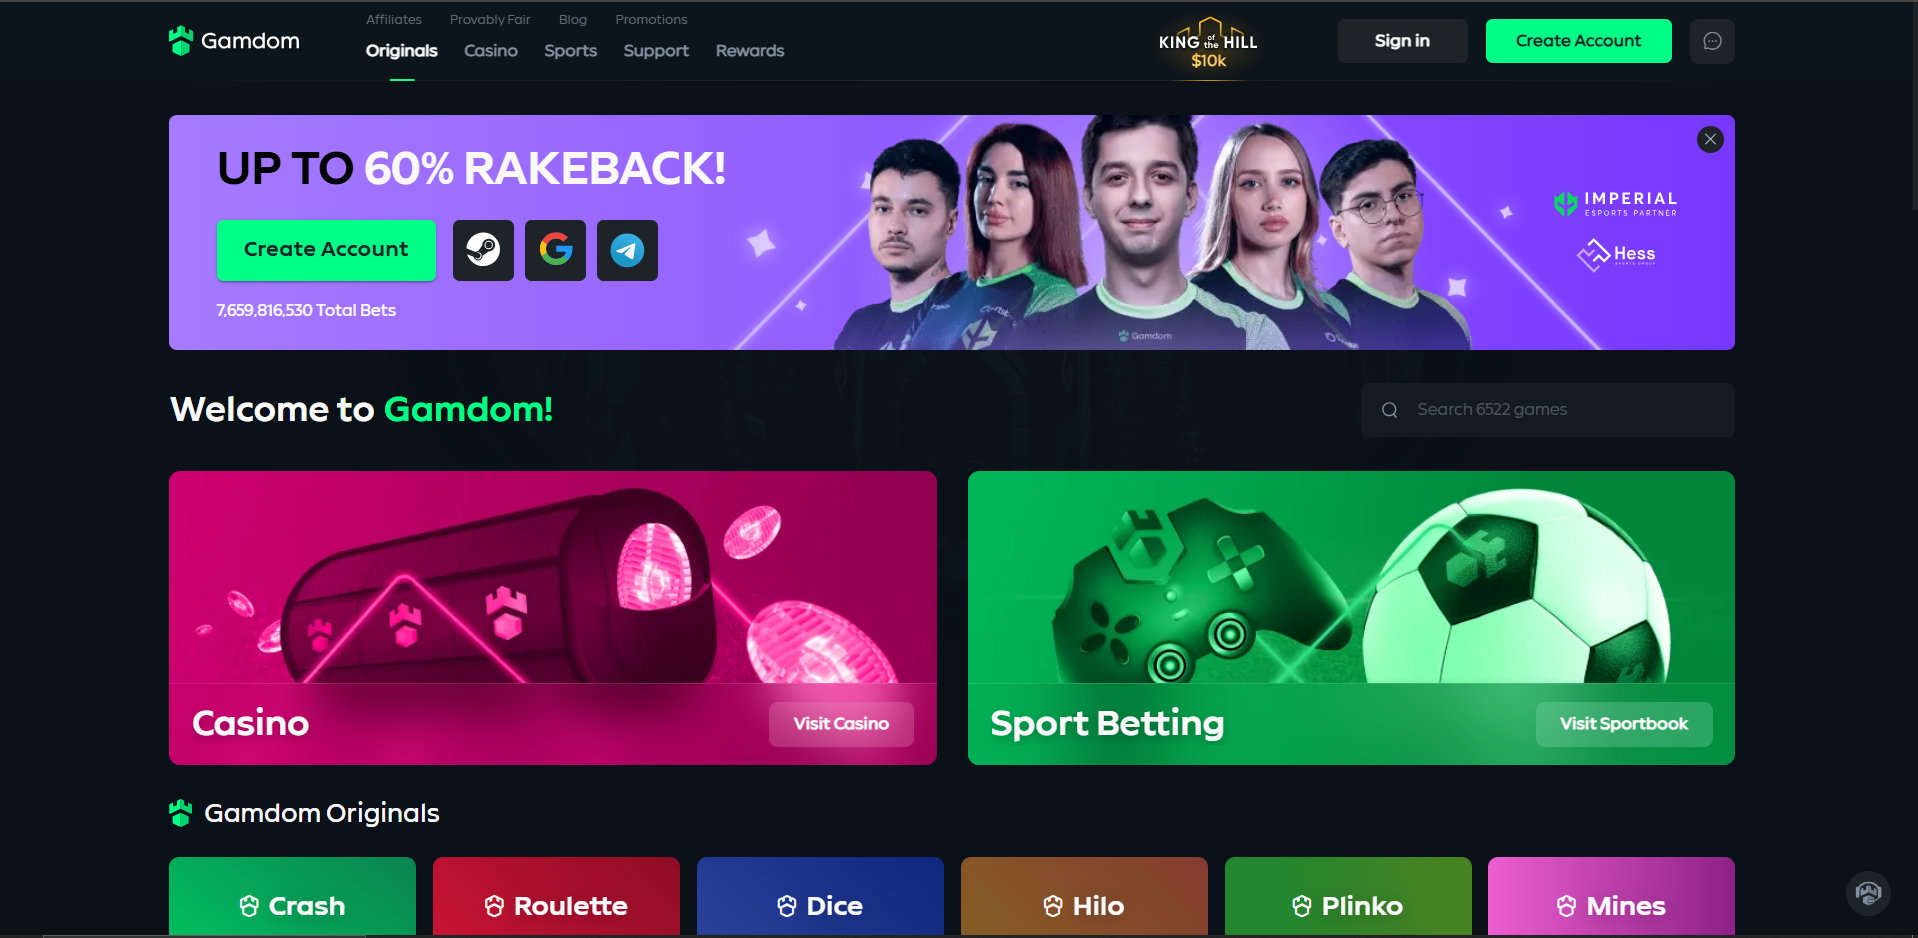 Gamdom
Affiliates Provably Fair Blog Promotions
Originals Casino Sports Support Rewards
KING of the HILL
$10k
Sign in
Create Account
UP TO 60% RAKEBACK!
Create Account
7,659,816,530 Total Bets
Gamdom
IMPERIAL
ESPORTS PARTNER
Hess
Welcome to Gamdom!
Search 6522 games
Casino
Visit Casino
Sport Betting
Visit Sportbook
Gamdom Originals
Crash
Roulette
Dice
Hilo
Plinko
Mines